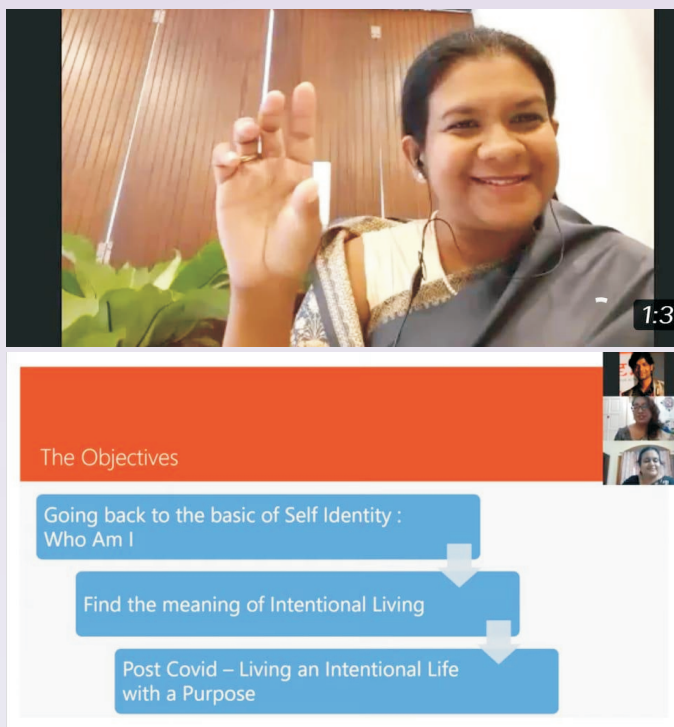 1:3
The Objectives
Going back to the basic of Self Identity :
Who Am I
Find the meaning of Intentional Living
Post Covid – Living an Intentional Life
with a Purpose